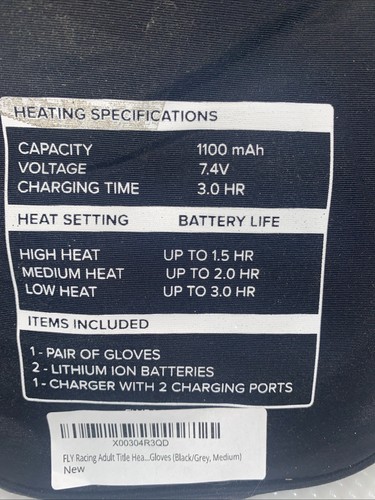 HEATING SPECIFICATIONS
CAPACITY 1100 mAh
VOLTAGE 7.4V
CHARGING TIME 3.0 HR
HEAT SETTING BATTERY LIFE
HIGH HEAT UP TO 1.5 HR
MEDIUM HEAT UP TO 2.0 HR
LOW HEAT UP TO 3.0 HR
ITEMS INCLUDED
1 - PAIR OF GLOVES
2 - LITHIUM ION BATTERIES
1 - CHARGER WITH 2 CHARGING PORTS
X00304R3QD
FLY Racing Adult Title Hea...Gloves (Black/Grey, Medium)
New